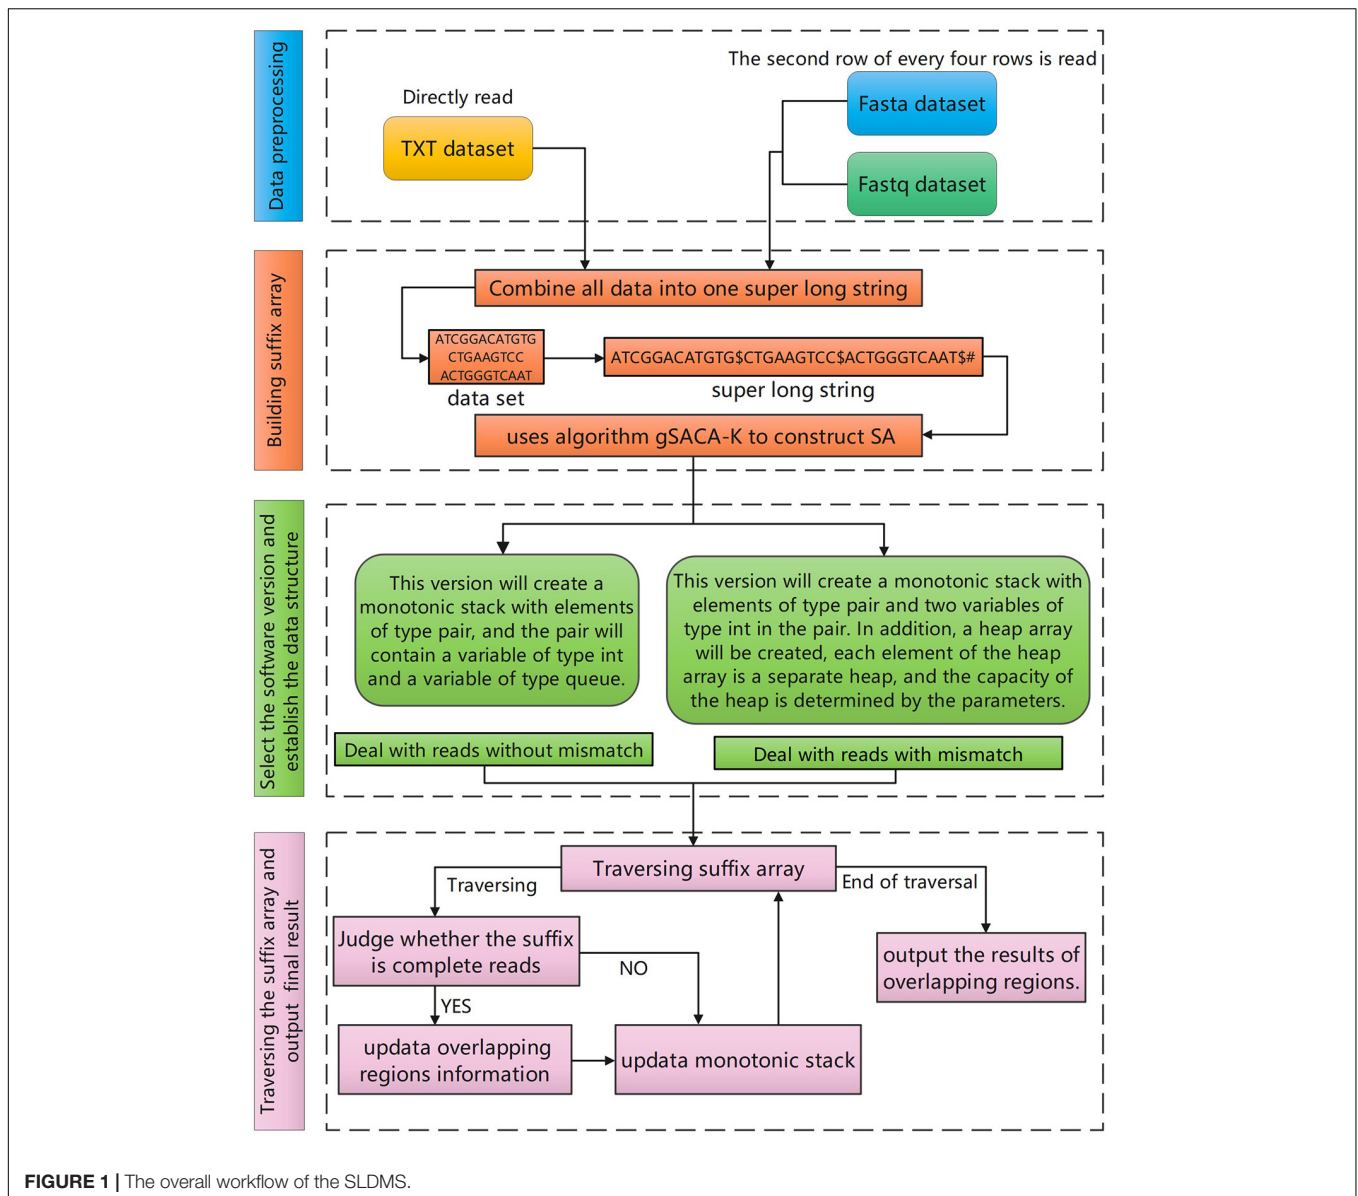 Data preprocessing
The second row of every four rows is read
Directly read
Fasta dataset
TXT dataset
Fastq dataset
Building suffix array
Combine all data into one super long string
ATCGGACATGTG
CTGAAGTCC
ACTGGGTCAAT
data set
ATCGGACATGTG$CTGAAGTCC$ACTGGGTCAAT$#
super long string
uses algorithm gSACA-K to construct SA
Select the software version and
establish the data structure
This version will create a
monotonic stack with elements
of type pair, and the pair will
contain a variable of type int
and a variable of type queue.
This version will create a monotonic stack with
elements of type pair and two variables of
type int in the pair. In addition, a heap array
will be created, each element of the heap
array is a separate heap, and the capacity of
the heap is determined by the parameters.
Deal with reads without mismatch
Deal with reads with mismatch
Traversing the suffix array and
output final result
Traversing suffix array
Traversing
End of traversal
Judge whether the suffix
is complete reads
NO
YES
output the results of
overlapping regions.
updata overlapping
regions information
updata monotonic stack
FIGURE 1 | The overall workflow of the SLDMS.